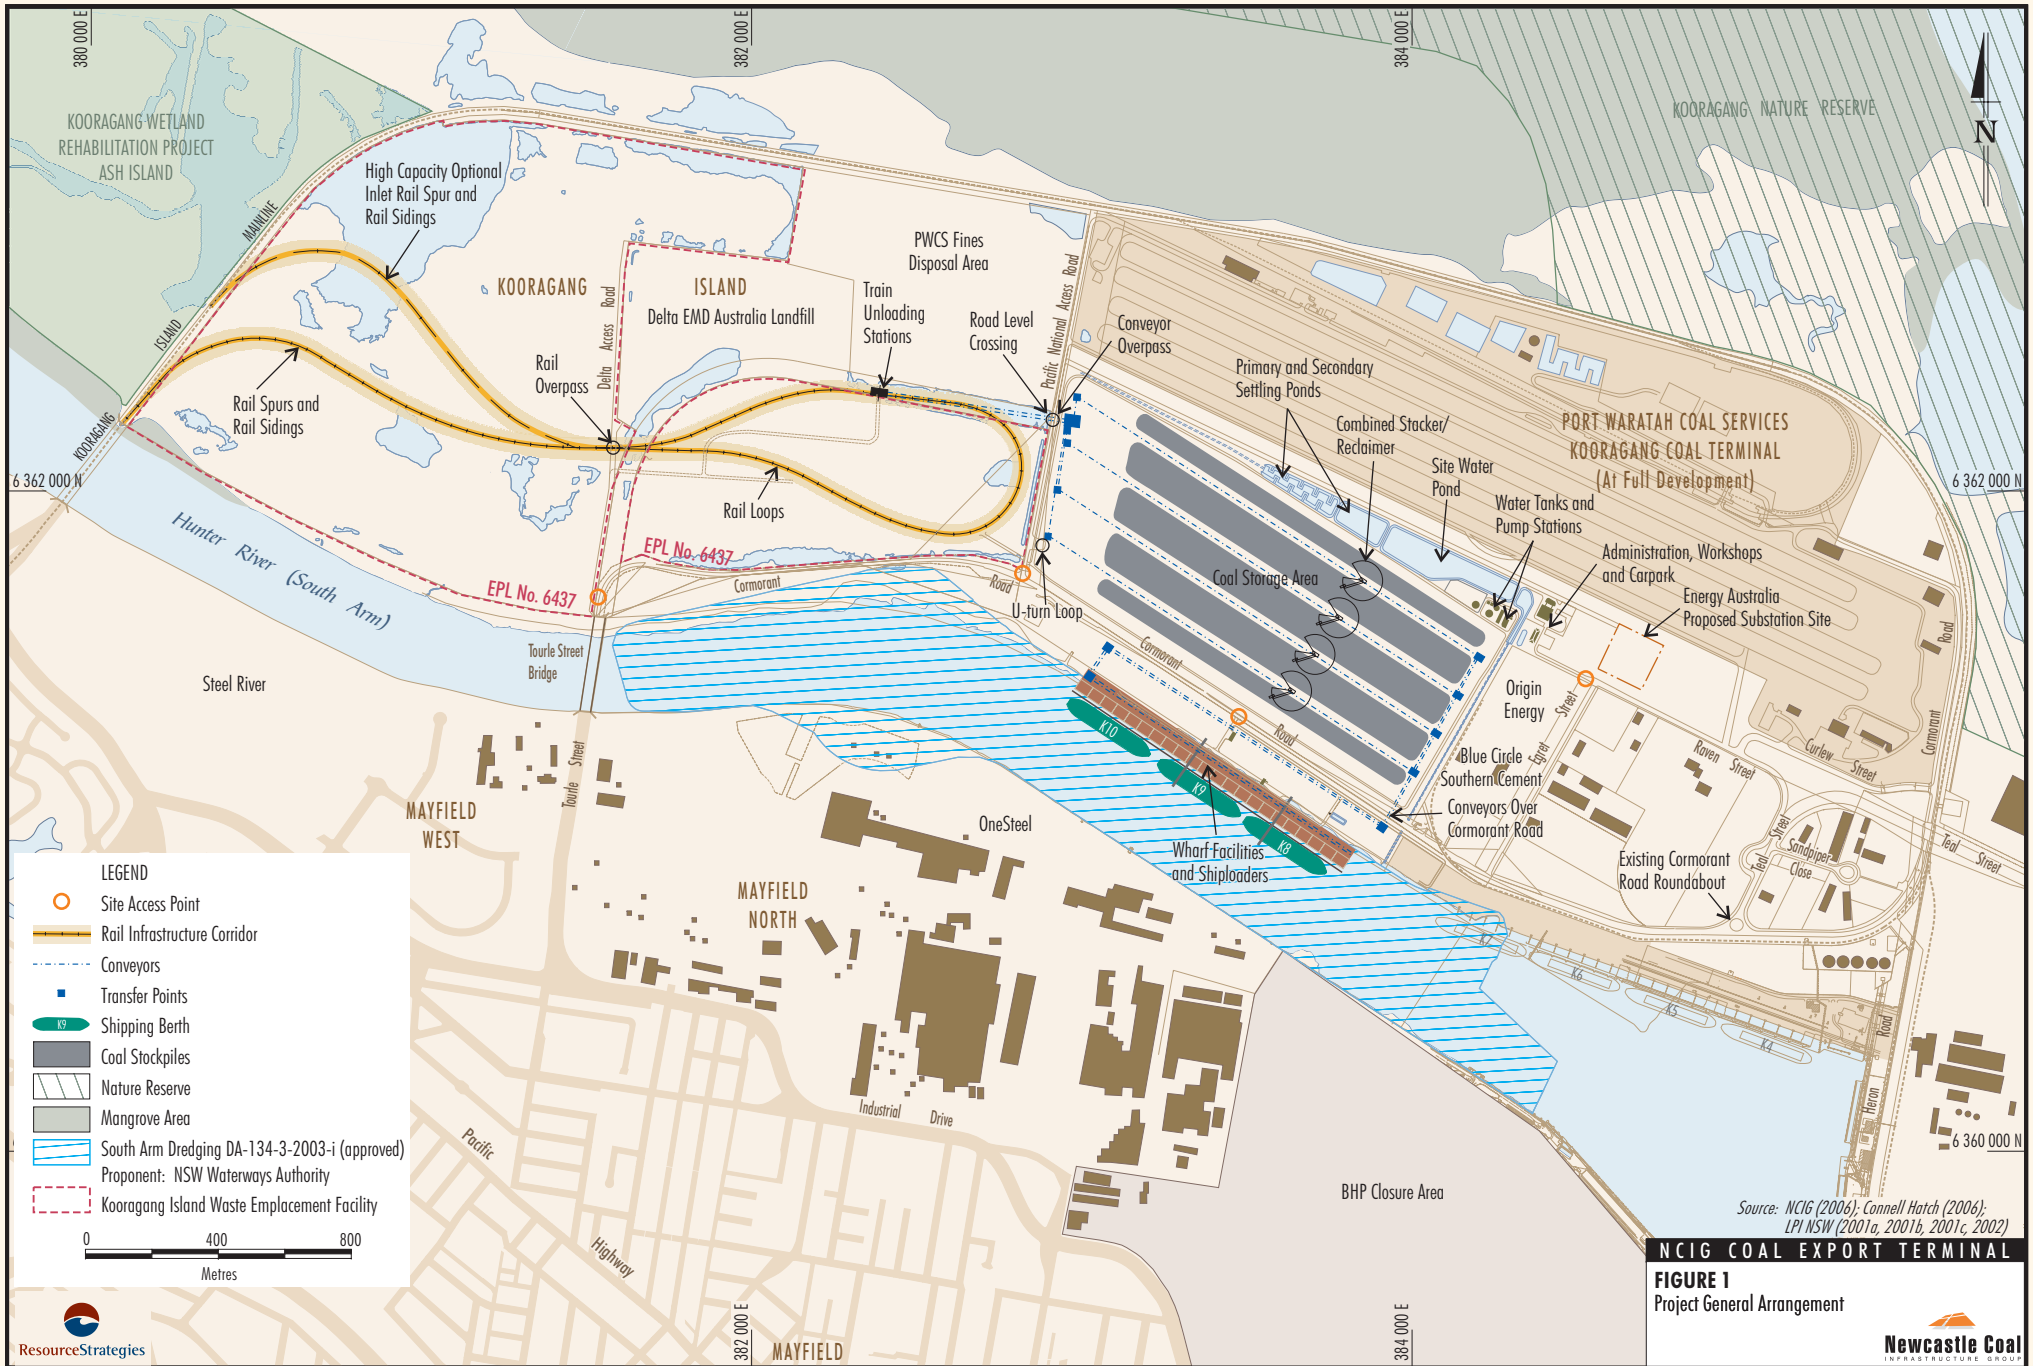 380 000 E
382 000 E
384 000 E
KOORAGANG WETLAND
REHABILITATION PROJECT
ASH ISLAND
KOORAGANG NATURE RESERVE
N
High Capacity Optional
Inlet Rail Spur and
Rail Sidings
MAINLINE
ISLAND
KOORAGANG
KOORAGANG ISLAND
Delta Access Road
Delta EMD Australia Landfill
PWCS Fines
Disposal Area
Train
Unloading
Stations
Road Level
Crossing
Pacific National Access Road
Conveyor
Overpass
Rail
Overpass
Rail Spurs and
Rail Sidings
Primary and Secondary
Settling Ponds
Combined Stacker/
Reclaimer
Site Water
Pond
Water Tanks and
Pump Stations
PORT WARATAH COAL SERVICES
KOORAGANG COAL TERMINAL
(At Full Development)
6 362 000 N
6 362 000 N
Rail Loops
Hunter River (South Arm)
EPL No. 6437
EPL No. 6437
Cormorant Road
U-turn Loop
Coal Storage Area
Administration, Workshops
and Carpark
Energy Australia
Proposed Substation Site
Tourle Street
Bridge
Steel River
Cormorant Road
Origin
Energy
Egret Street
Blue Circle
Southern Cement
Raven Street
Curlew Street
Cormorant Road
K10
K9
K8
Conveyors Over
Cormorant Road
Wharf Facilities
and Shiploaders
Tourle Street
MAYFIELD
WEST
OneSteel
MAYFIELD
NORTH
Existing Cormorant
Road Roundabout
Teal Street
Sandpiper
Close
Teal Street
K7
K6
K5
K4
Heron Road
Industrial Drive
Pacific
Highway
BHP Closure Area
6 360 000 N
LEGEND
Site Access Point
Rail Infrastructure Corridor
Conveyors
Transfer Points
K9 Shipping Berth
Coal Stockpiles
Nature Reserve
Mangrove Area
South Arm Dredging DA-134-3-2003-i (approved)
Proponent: NSW Waterways Authority
Kooragang Island Waste Emplacement Facility
0 400 800
Metres
ResourceStrategies
382 000 E
MAYFIELD
384 000 E
Source: NCIG (2006); Connell Hatch (2006);
LPI NSW (2001a, 2001b, 2001c, 2002)
NCIG COAL EXPORT TERMINAL
FIGURE 1
Project General Arrangement
Newcastle Coal
INFRASTRUCTURE GROUP